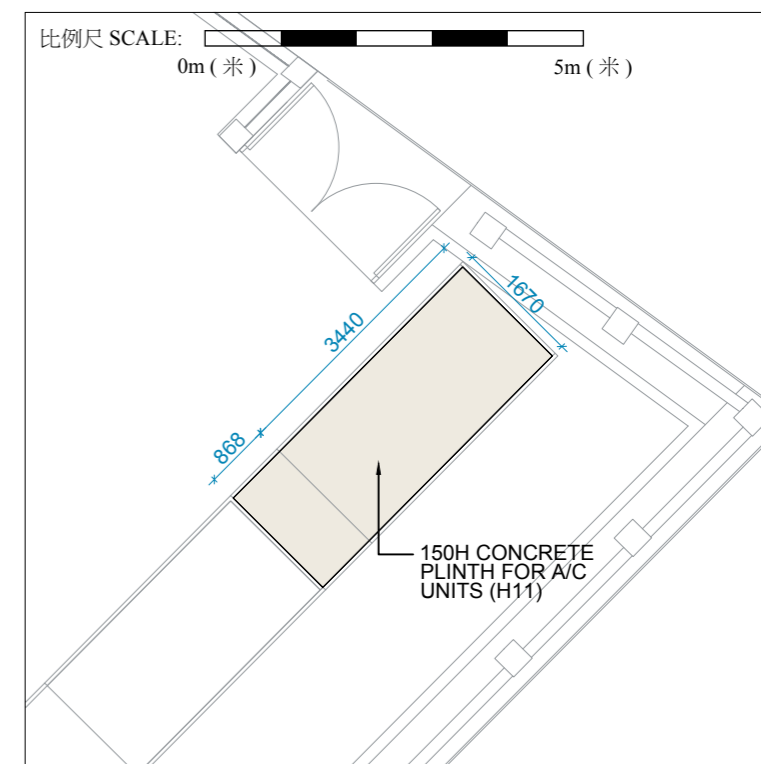 比例尺 SCALE:
0m ( 米 )
5m ( 米 )
1670
3440
868
150H CONCRETE
PLINTH FOR A/C
UNITS (H11)